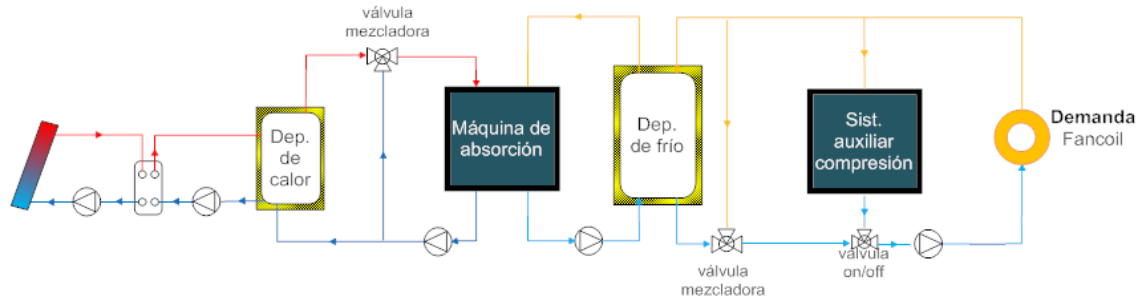 válvula
mezcladora
Dep.
de
calor
Máquina de
absorción
Dep.
de frío
Sist.
auxiliar
compresión
Demanda
Fancoil
válvula
mezcladora
válvula
on/off